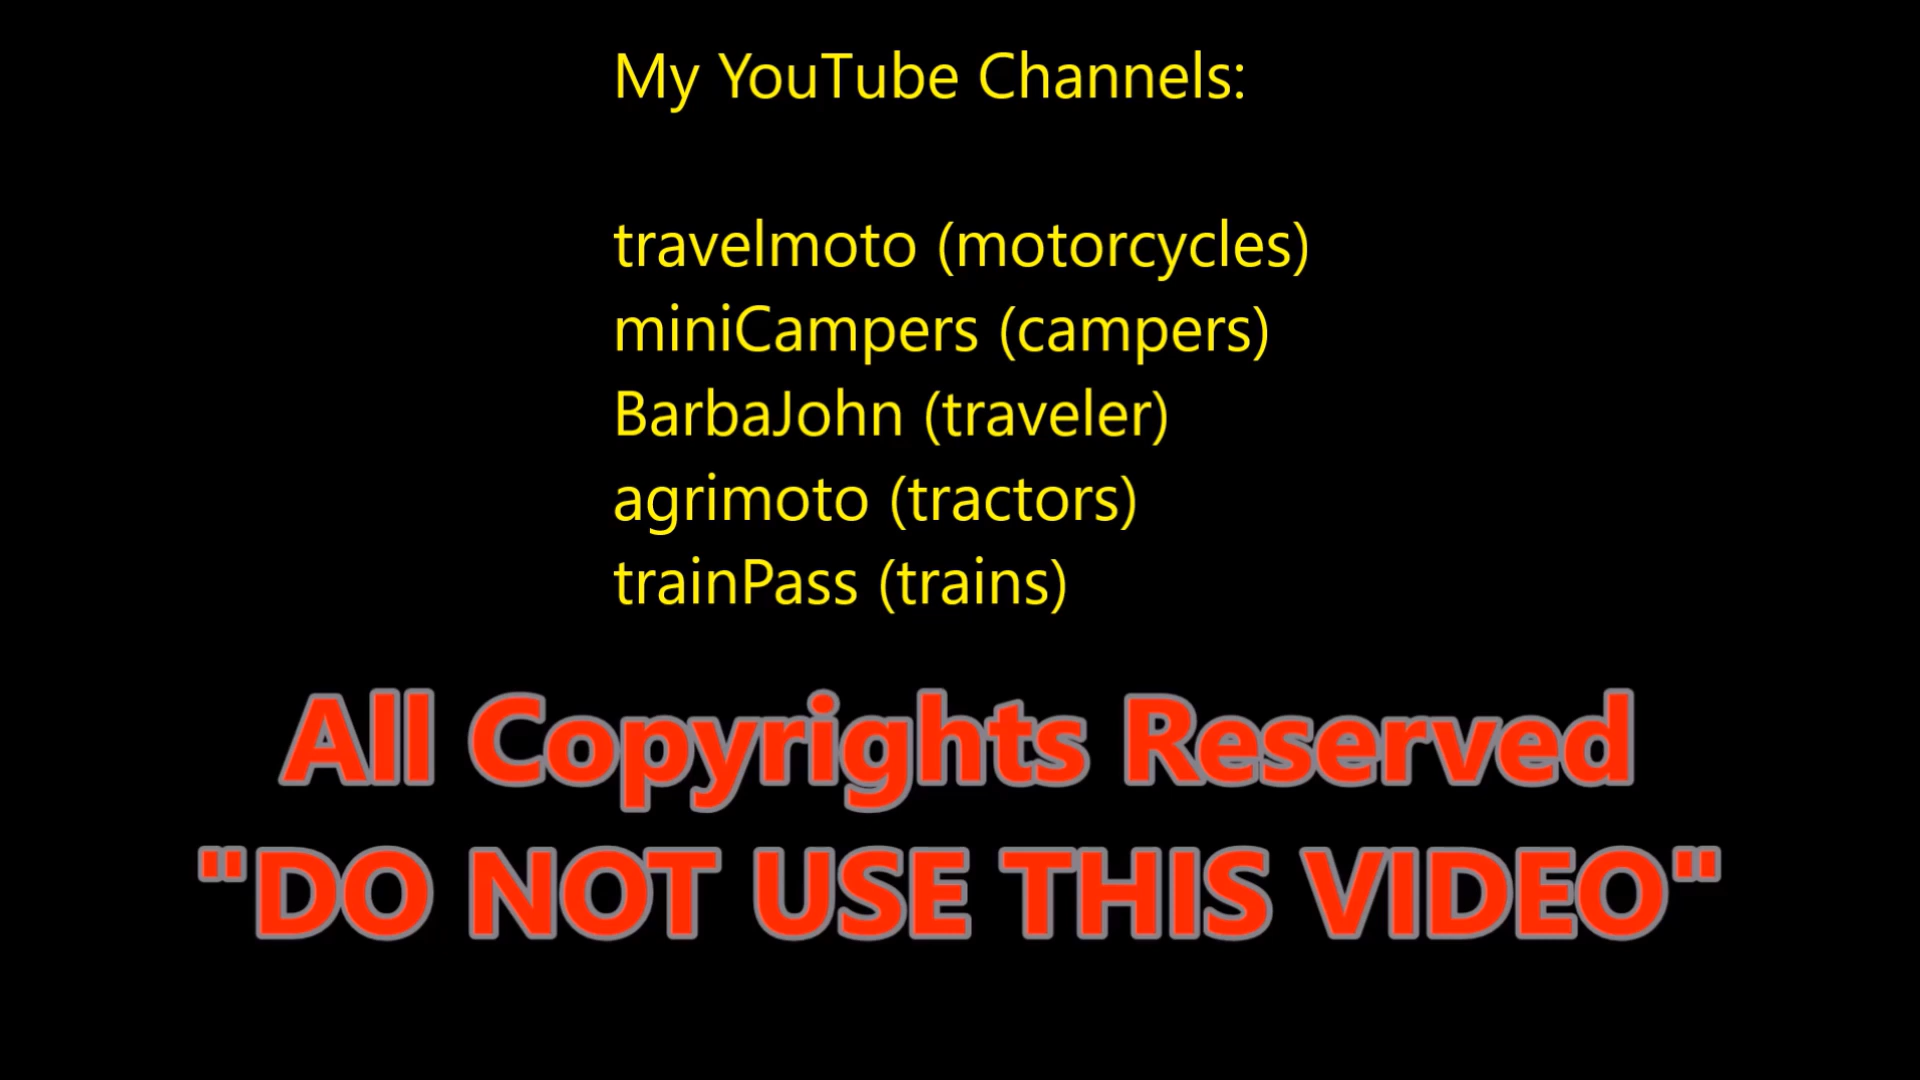 My YouTube Channels:
travelmoto (motorcycles)
miniCampers (campers)
BarbaJohn (traveler)
agrimoto (tractors)
trainPass (trains)
All Copyrights Reserved
"DO NOT USE THIS VIDEO"